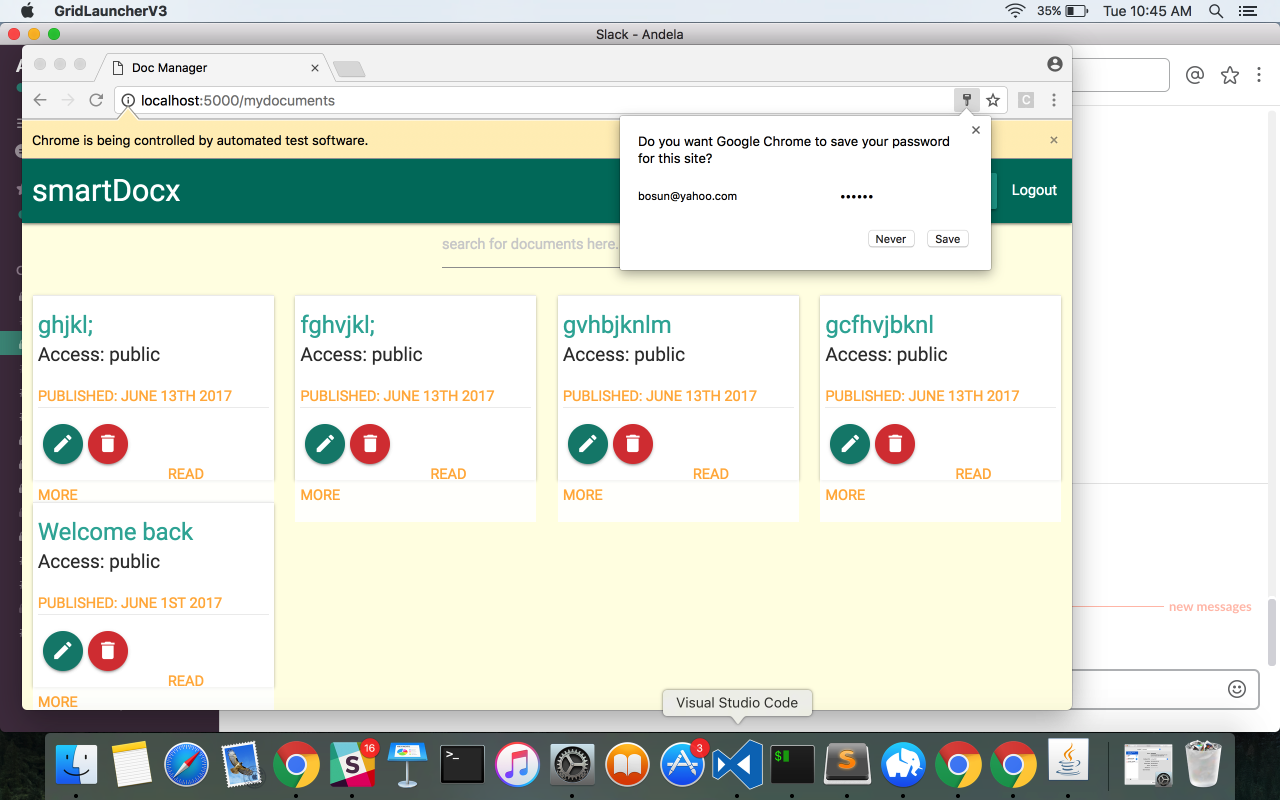 GridLauncherV3
35%
Tue 10:45 AM
Slack - Andela
Doc Manager
localhost:5000/mydocuments
C
Chrome is being controlled by automated test software.
Do you want Google Chrome to save your password
for this site?
bosun@yahoo.com
••••••
Never
Save
smartDocx
Logout
search for documents here.
ghjkl;
Access: public
PUBLISHED: JUNE 13TH 2017
READ
MORE
fghvjkl;
Access: public
PUBLISHED: JUNE 13TH 2017
READ
MORE
gvhbjknlm
Access: public
PUBLISHED: JUNE 13TH 2017
READ
MORE
gcfhvjbknl
Access: public
PUBLISHED: JUNE 13TH 2017
READ
MORE
Welcome back
Access: public
PUBLISHED: JUNE 1ST 2017
READ
MORE
new messages
Visual Studio Code
16
3